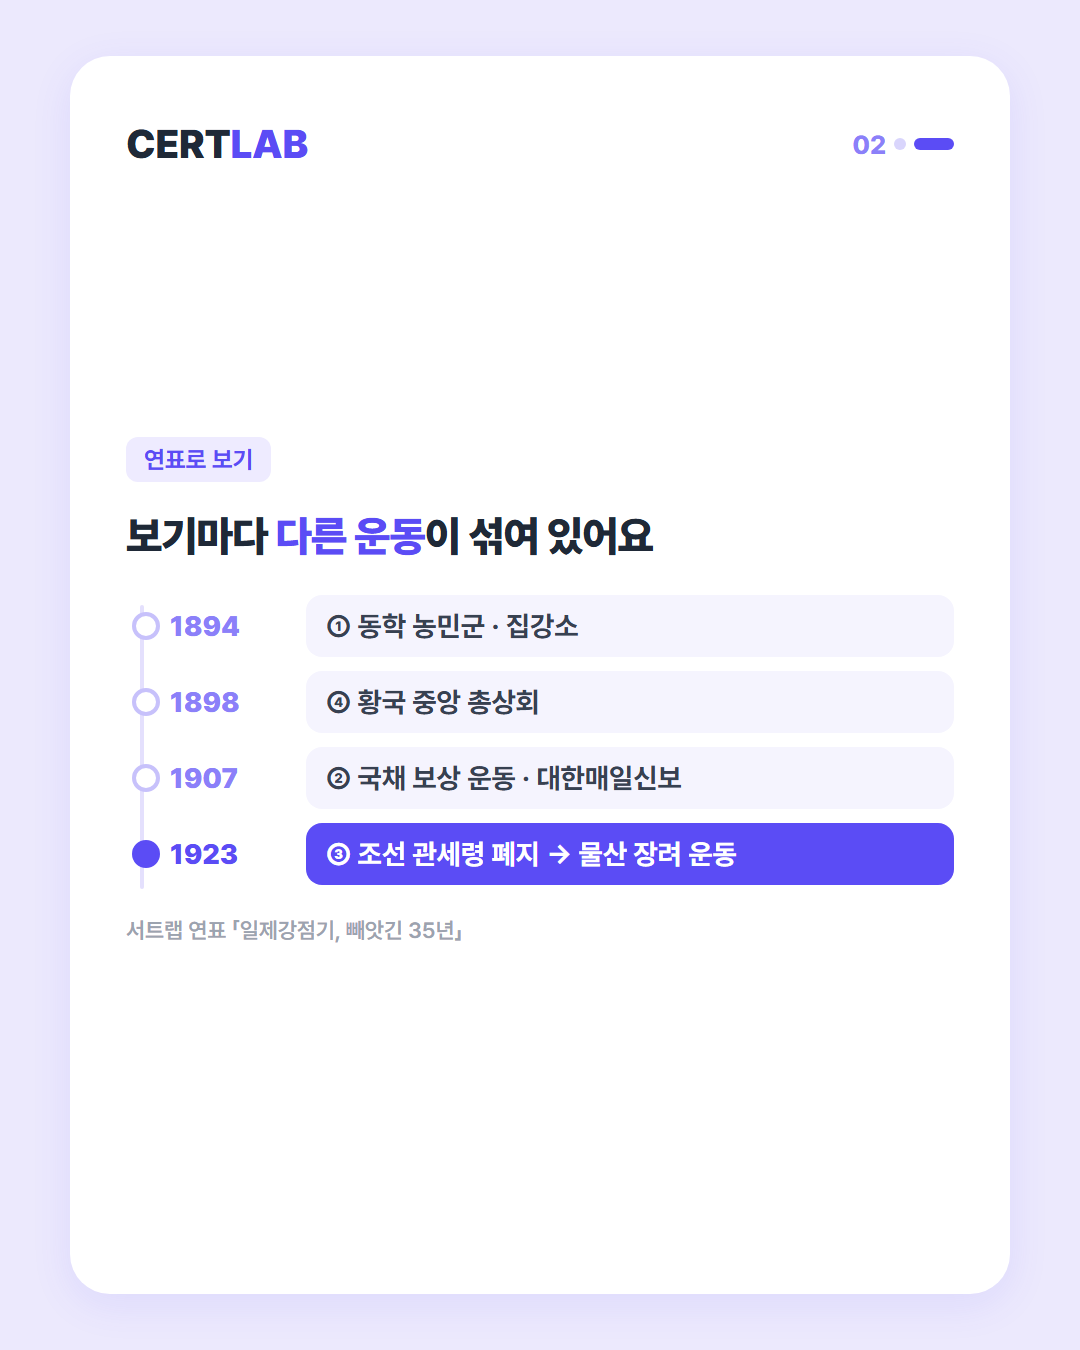 CERTLAB
02
연표로 보기
보기마다 다른 운동이 섞여 있어요
1894 ① 동학 농민군 · 집강소
1898 ④ 황국 중앙 총상회
1907 ② 국채 보상 운동 · 대한매일신보
1923 ③ 조선 관세령 폐지 → 물산 장려 운동
서트랩 연표 「일제강점기, 빼앗긴 35년」